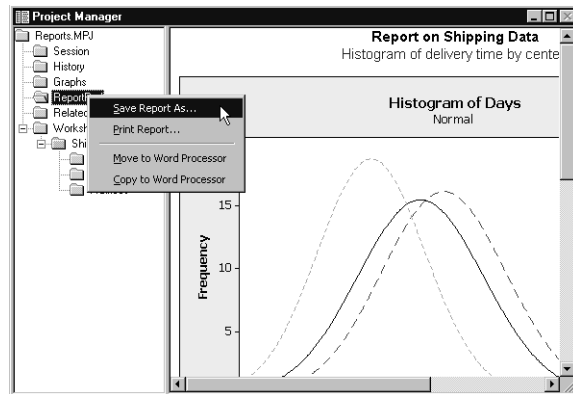 Project Manager
Reports.MPJ
Session
History
Graphs
Related
Save Report As...
Print Report...
Move to Word Processor
Copy to Word Processor
Report on Shipping Data
Histogram of delivery time by cente
Histogram of Days
Normal
Frequency
15
10
5